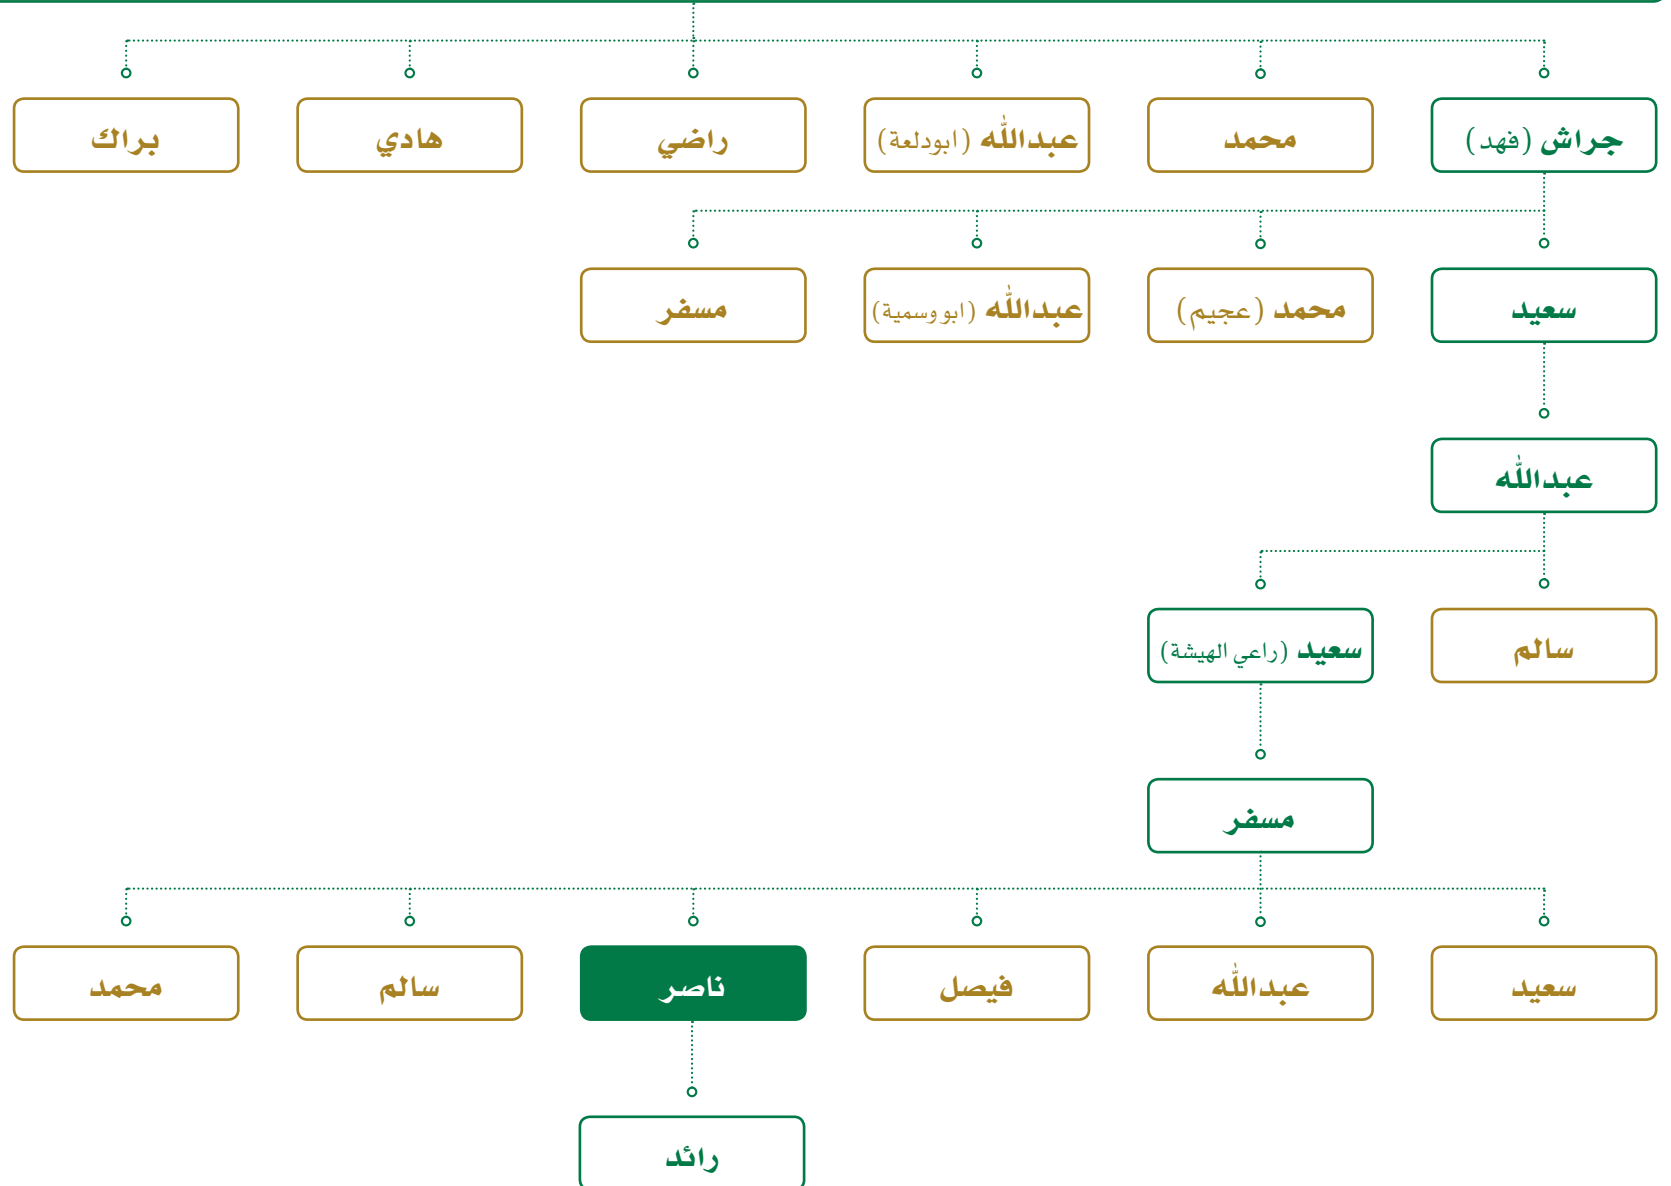 جراش (فهد)
محمد
عبدالله (ابودلعة)
راضي
هادي
براك
سعيد
محمد (عجيم)
عبدالله (ابو وسمية)
مسفر
عبدالله
سالم
سعيد (راعي الهيشة)
مسفر
سعيد
عبدالله
فيصل
ناصر
سالم
محمد
رائد